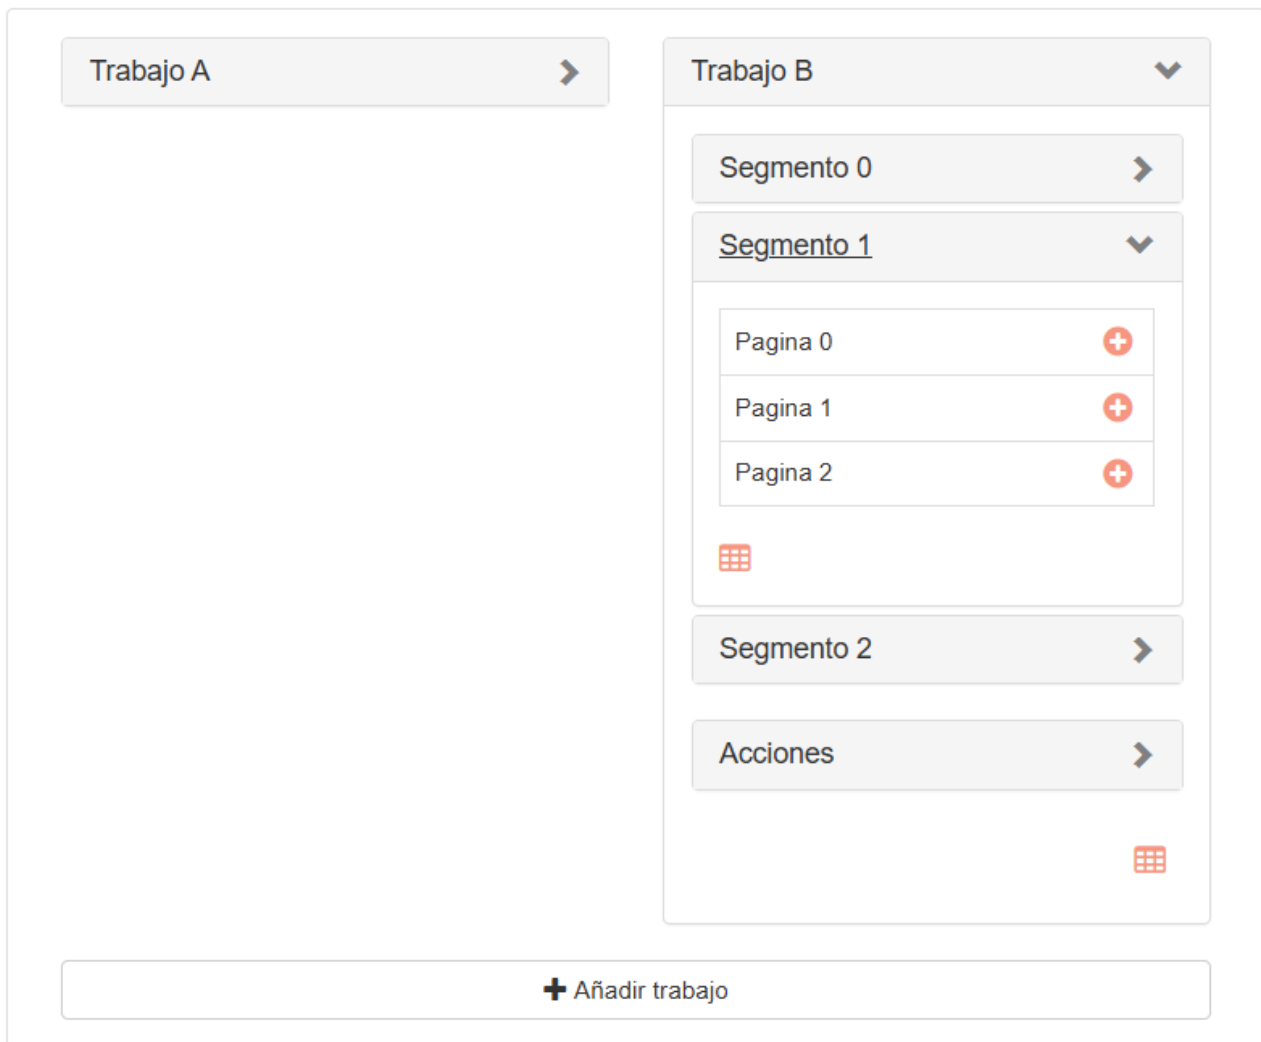 Trabajo A
Trabajo B
Segmento 0
Segmento 1
Pagina 0
Pagina 1
Pagina 2
Segmento 2
Acciones
Añadir trabajo